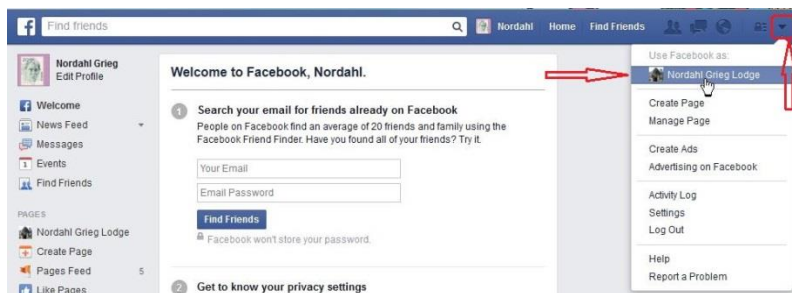 f Find friends
Nordahl Home Find Friends
Nordahl Grieg
Edit Profile
Welcome
News Feed
Messages
1 Events
Find Friends
PAGES
Nordahl Grieg Lodge
Create Page
Pages Feed 5
Like Pages
Welcome to Facebook, Nordahl.
1 Search your email for friends already on Facebook
People on Facebook find an average of 20 friends and family using the
Facebook Friend Finder. Have you found all of your friends? Try it.
Your Email
Email Password
Find Friends
Facebook won't store your password.
2 Get to know your privacy settings
Use Facebook as:
Nordahl Grieg Lodge
Create Page
Manage Page
Create Ads
Advertising on Facebook
Activity Log
Settings
Log Out
Help
Report a Problem